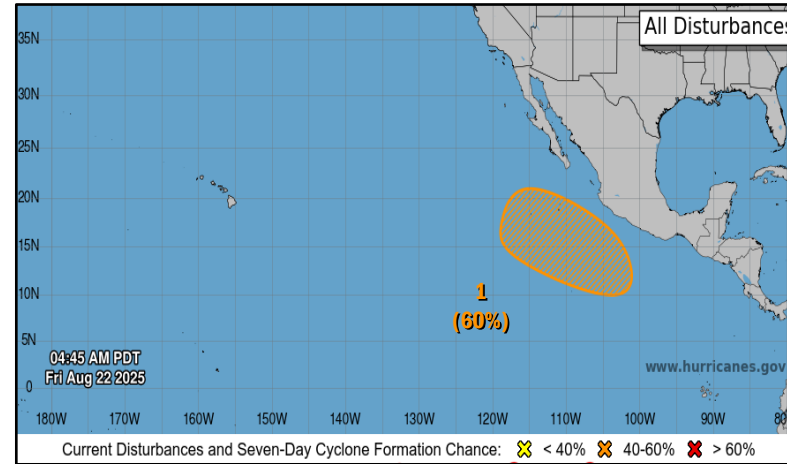 All Disturbances
35N
30N
25N
20N
15N
10N
5N
0
1
(60%)
04:45 AM PDT
Fri Aug 22 2025
www.hurricanes.gov
180W 170W 160W 150W 140W 130W 120W 110W 100W 90W 80
Current Disturbances and Seven-Day Cyclone Formation Chance: < 40% 40-60% > 60%